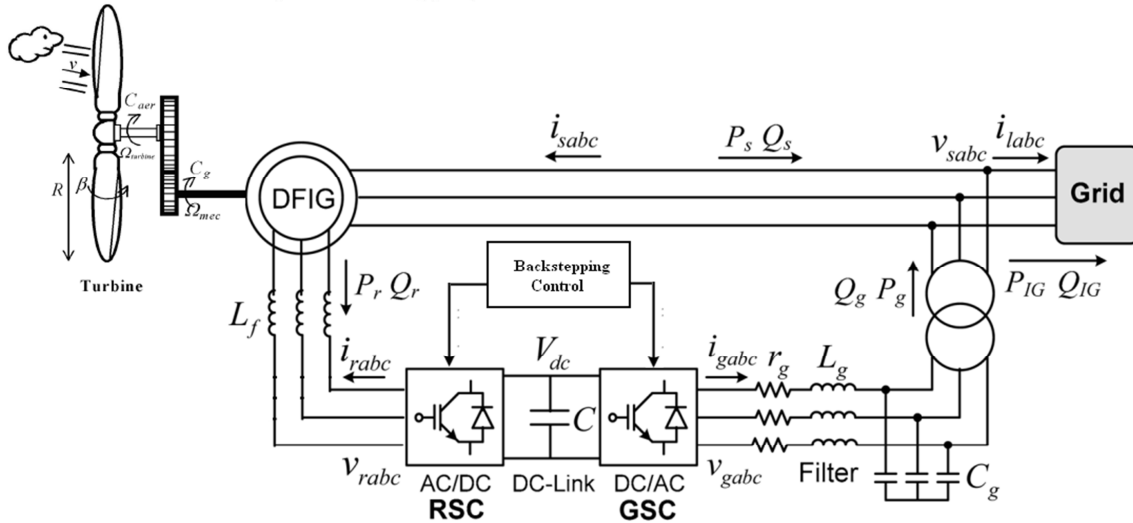 v
C_aer
Ω_turbine
C_g
R
β
Ω_mec
Turbine
DFIG
i_sabc
P_s Q_s
v_sabc
i_labc
Grid
P_r Q_r
Backstepping
Control
Q_g P_g
P_IG Q_IG
L_f
i_rabc
V_dc
i_gabc
r_g
L_g
C
v_rabc
AC/DC
RSC
DC-Link
DC/AC
GSC
v_gabc
Filter
C_g